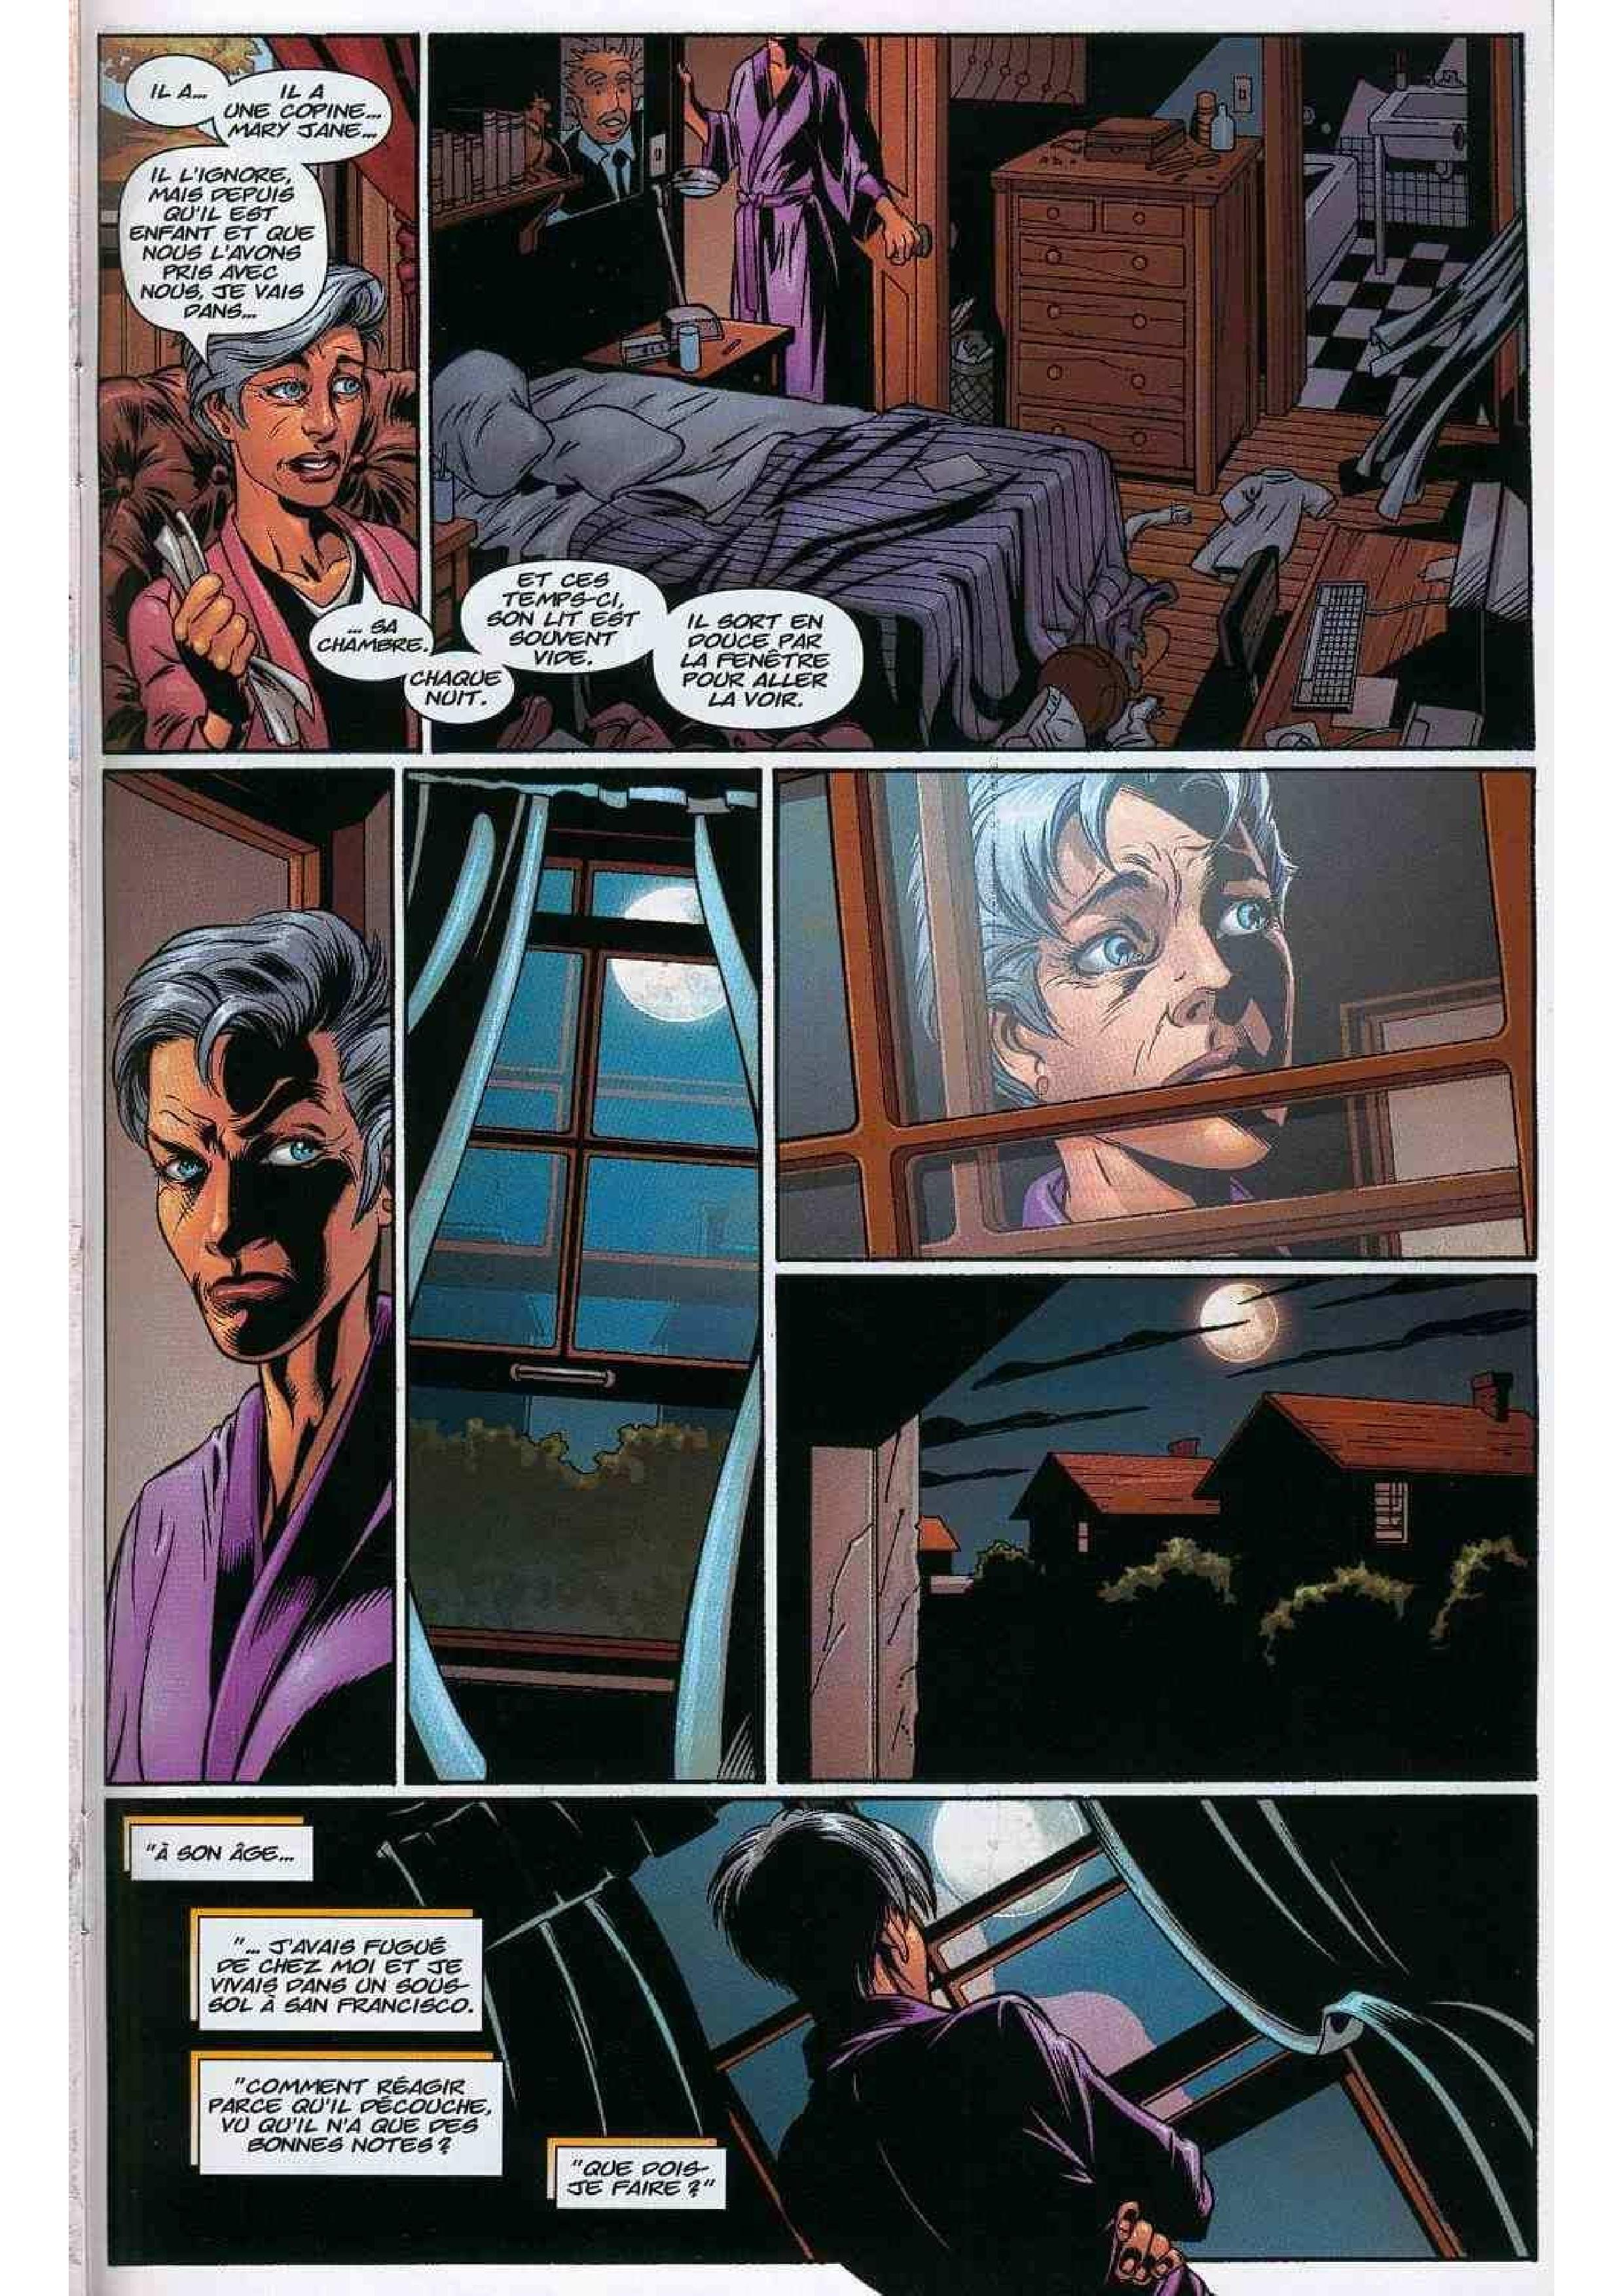 IL A...
IL A
UNE COPINE...
MARY JANE...
IL L'IGNORE,
MAIS DEPUIS
QU'IL EST
ENFANT ET QUE
NOUS L'AVONS
PRIS AVEC
NOUS, JE VAIS
DANS...
... SA
CHAMBRE.
CHAQUE
NUIT.
ET CES
TEMPS-CI,
SON LIT EST
SOUVENT
VIDE.
IL SORT EN
DOUCE PAR
LA FENÊTRE
POUR ALLER
LA VOIR.
"À SON ÂGE...
"... J'AVAIS FUGUÉ
DE CHEZ MOI ET JE
VIVAIS DANS UN SOUS-
SOL À SAN FRANCISCO.
"COMMENT RÉAGIR
PARCE QU'IL DÉCOUCHE,
VU QU'IL N'A QUE DES
BONNES NOTES ?
"QUE DOIS-
JE FAIRE ?"